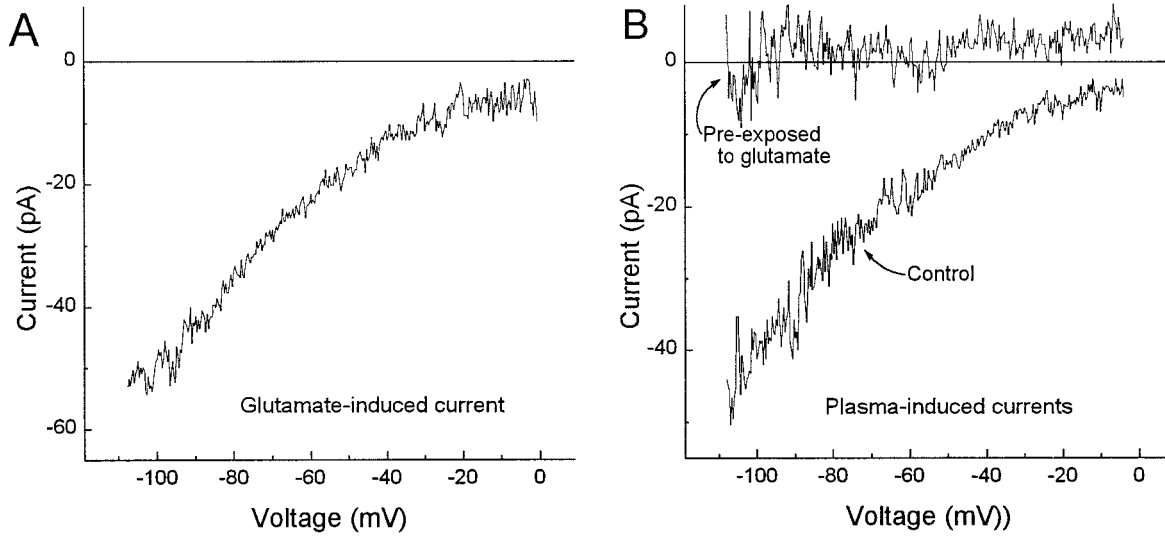 A
0
-20
-40
-60
Current (pA)
Glutamate-induced current
-100
-80
-60
-40
-20
0
Voltage (mV)
B
0
-20
-40
Current (pA)
Pre-exposed
to glutamate
Control
Plasma-induced currents
-100
-80
-60
-40
-20
0
Voltage (mV))